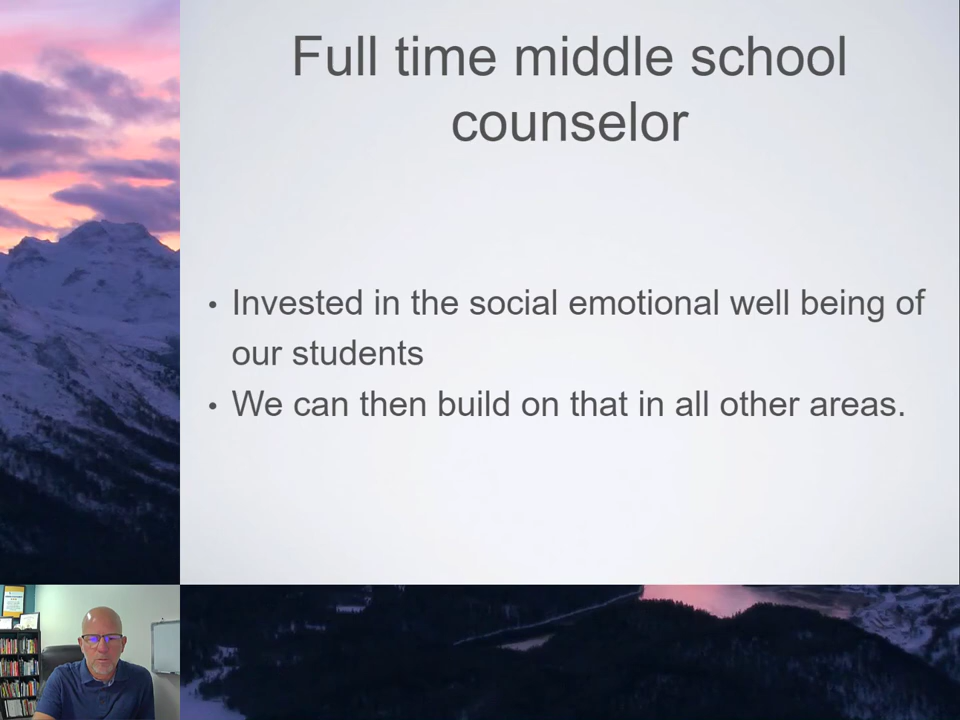 Full time middle school
counselor
• Invested in the social emotional well being of
our students
• We can then build on that in all other areas.